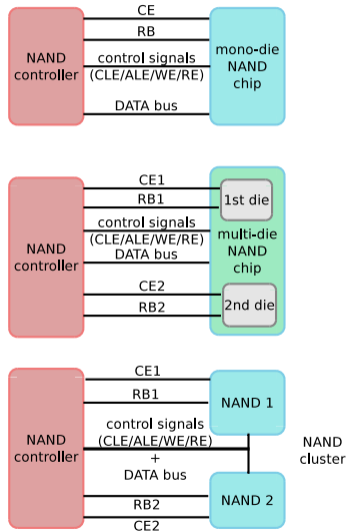 CE
RB
NAND
controller
control signals
(CLE/ALE/WE/RE)
mono-die
NAND
chip
DATA bus
CE1
RB1
1st die
NAND
controller
control signals
(CLE/ALE/WE/RE)
DATA bus
multi-die
NAND
chip
CE2
RB2
2nd die
CE1
RB1
NAND 1
NAND
controller
control signals
(CLE/ALE/WE/RE)
+
DATA bus
NAND
cluster
RB2
CE2
NAND 2